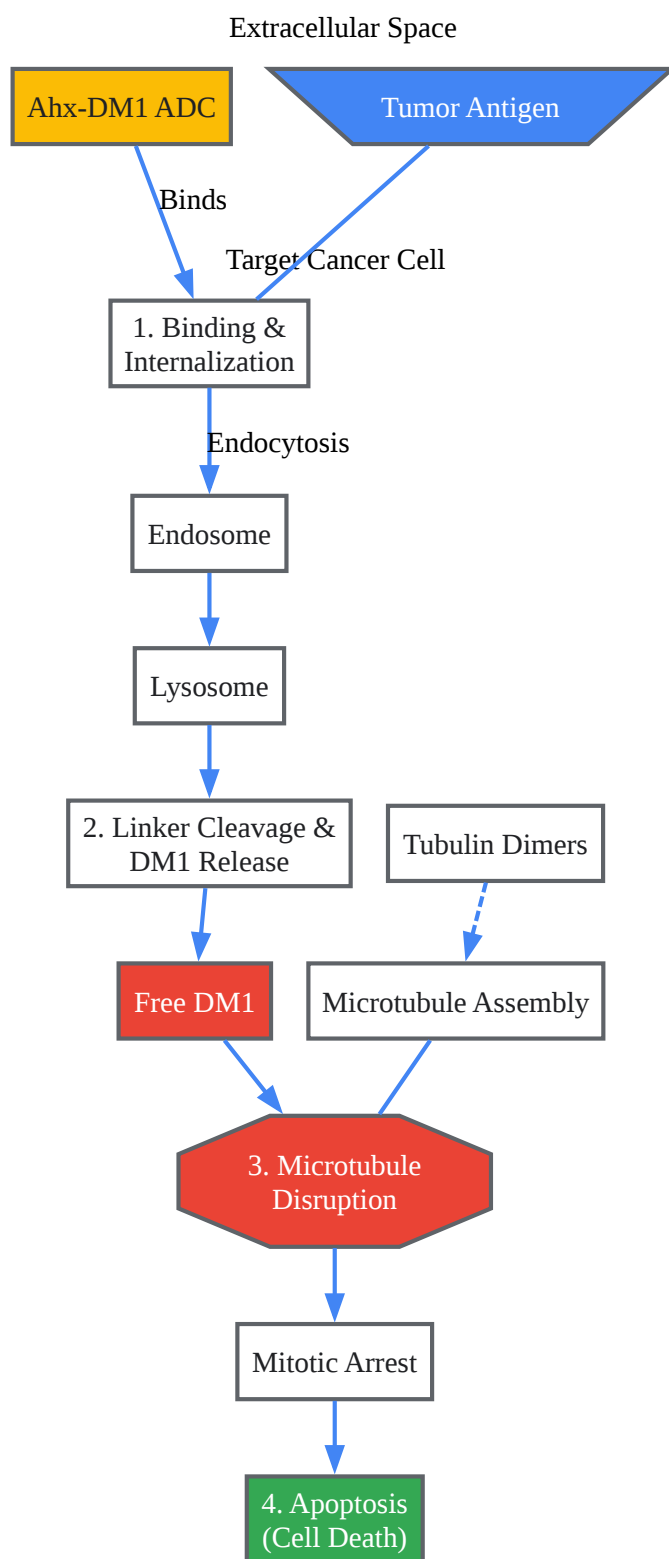 Extracellular Space
Ahx-DM1 ADC
Tumor Antigen
Binds
Target Cancer Cell
1. Binding &
Internalization
Endocytosis
Endosome
Lysosome
2. Linker Cleavage &
DM1 Release
Tubulin Dimers
Free DM1
Microtubule Assembly
3. Microtubule
Disruption
Mitotic Arrest
4. Apoptosis
(Cell Death)